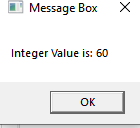 Message Box
Integer Value is: 60
OK